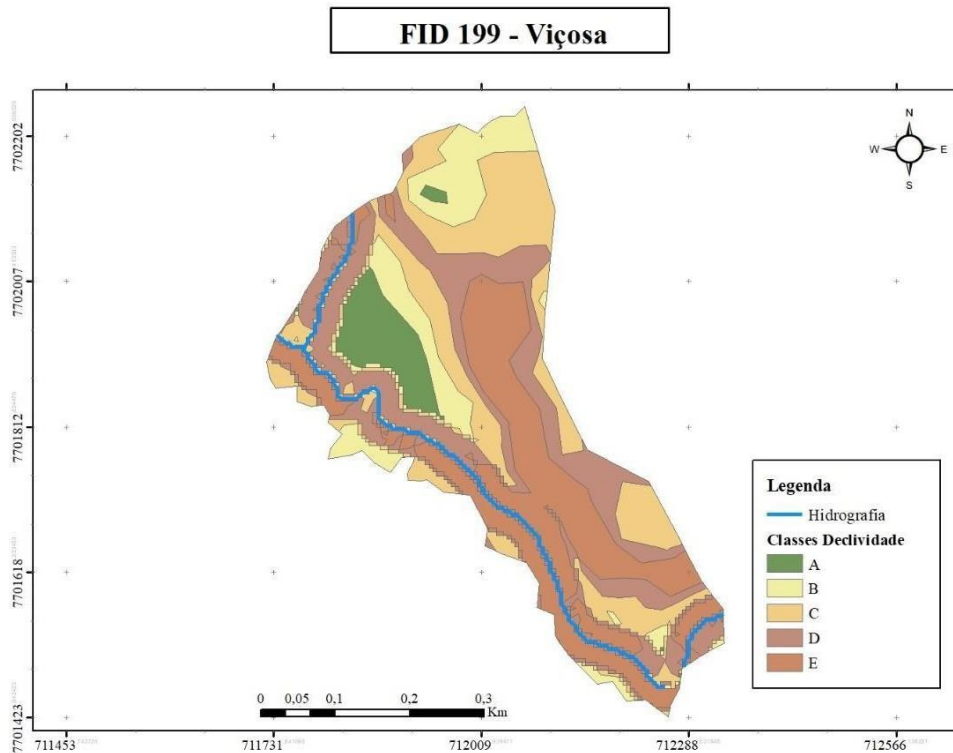 FID 199 - Viçosa
7702202
7702007
7701812
7701618
7701423
N
W
E
S
Legenda
Hidrografia
Classes Declividade
A
B
C
D
E
0 0,05 0,1 0,2 0,3
Km
711453 711731 712009 712288 712566